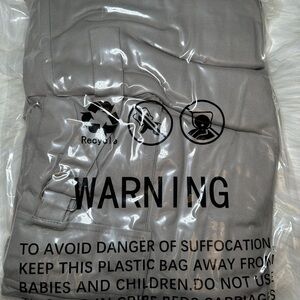 Recycle
WARNING
TO AVOID DANGER OF SUFFOCATION,
KEEP THIS PLASTIC BAG AWAY FROM
BABIES AND CHILDREN.DO NOT USE